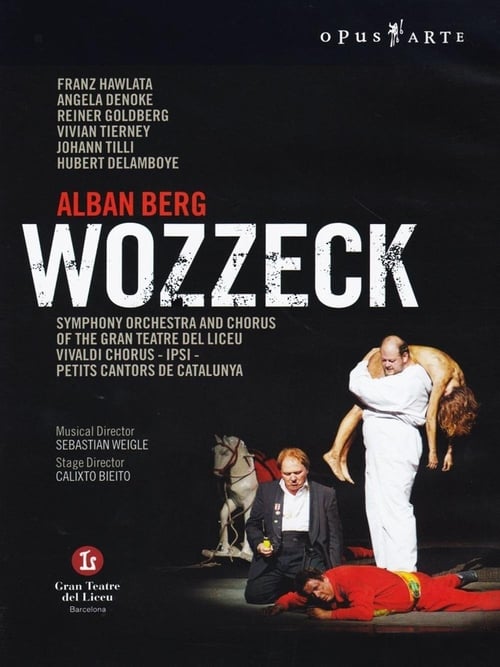 OPUS ARTE
FRANZ HAWLATA
ANGELA DENOKE
REINER GOLDBERG
VIVIAN TIERNEY
JOHANN TILLI
HUBERT DELAMBOYE
ALBAN BERG
WOZZECK
SYMPHONY ORCHESTRA AND CHORUS
OF THE GRAN TEATRE DEL LICEU
VIVALDI CHORUS - IPSI -
PETITS CANTORS DE CATALUNYA
Musical Director
SEBASTIAN WEIGLE
Stage Director
CALIXTO BIEITO
Gran Teatre
del Liceu
Barcelona